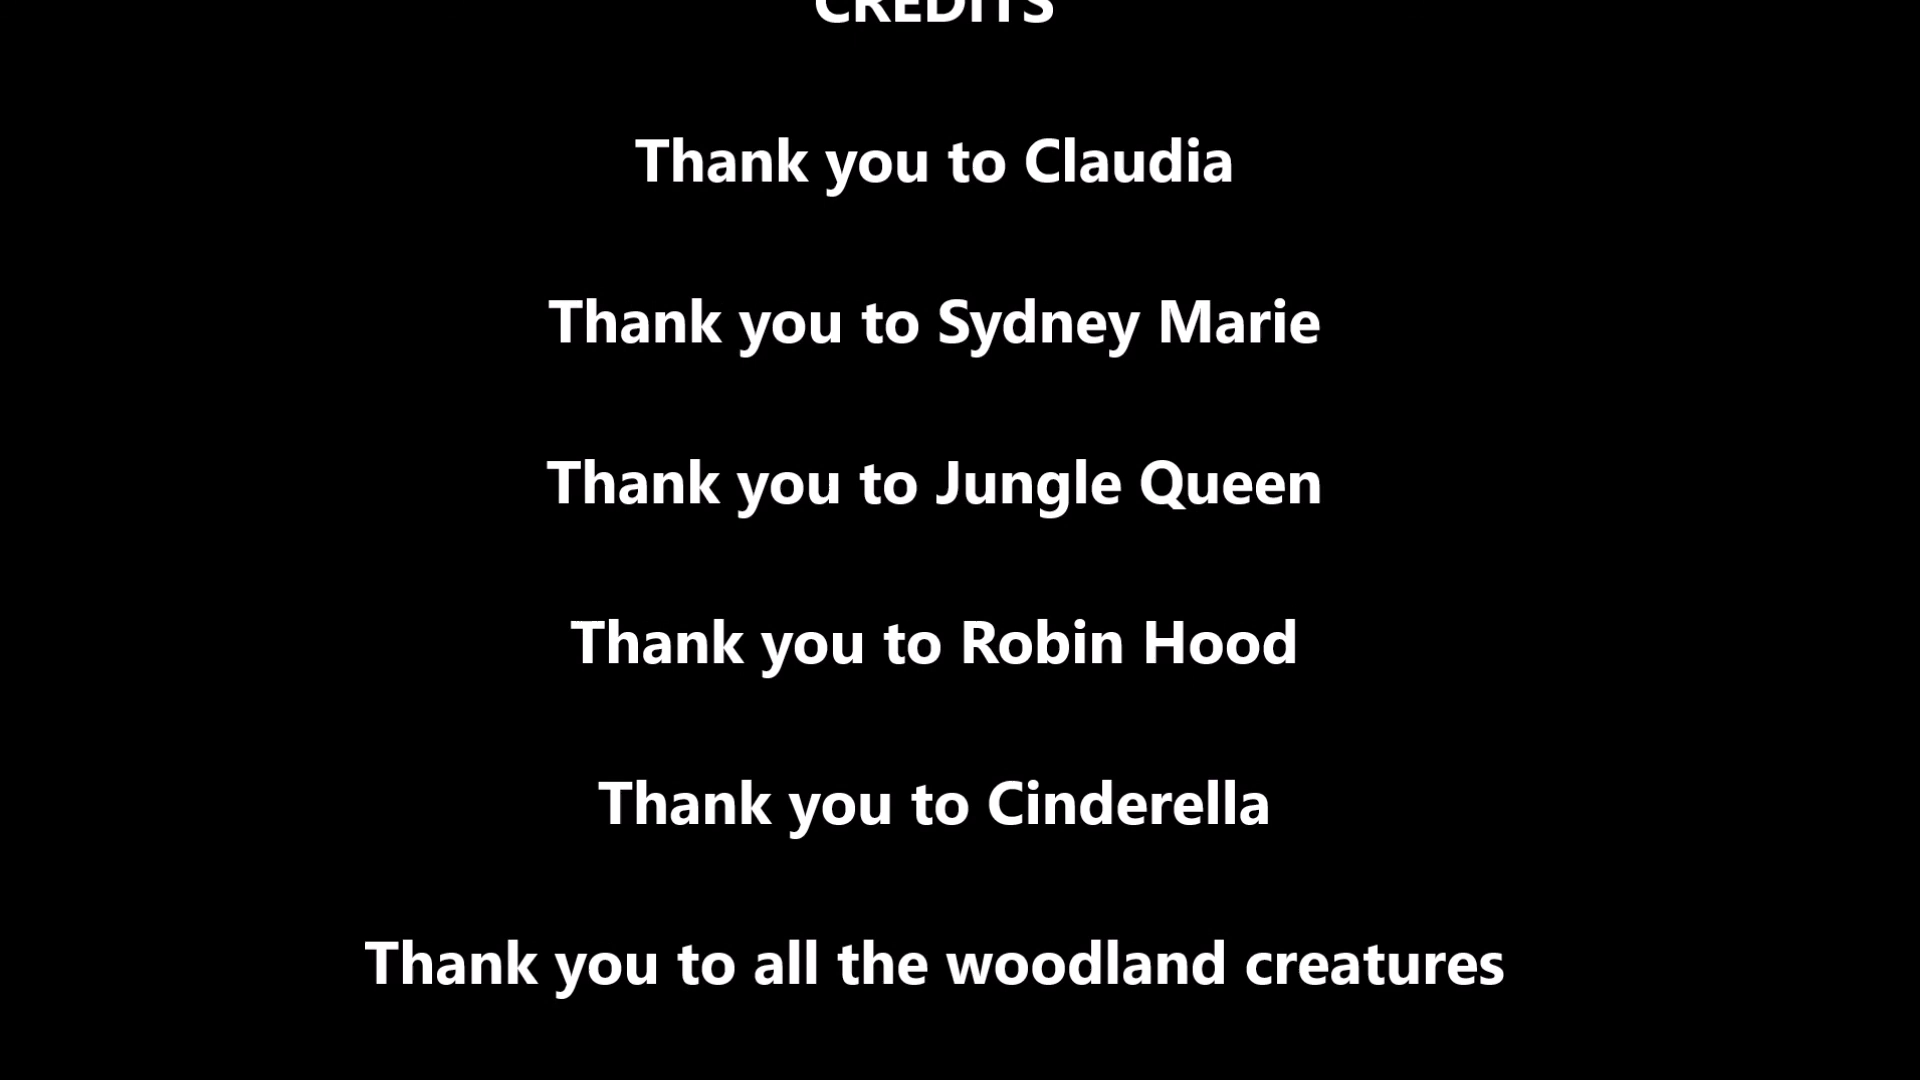 CREDITS
Thank you to Claudia
Thank you to Sydney Marie
Thank you to Jungle Queen
Thank you to Robin Hood
Thank you to Cinderella
Thank you to all the woodland creatures